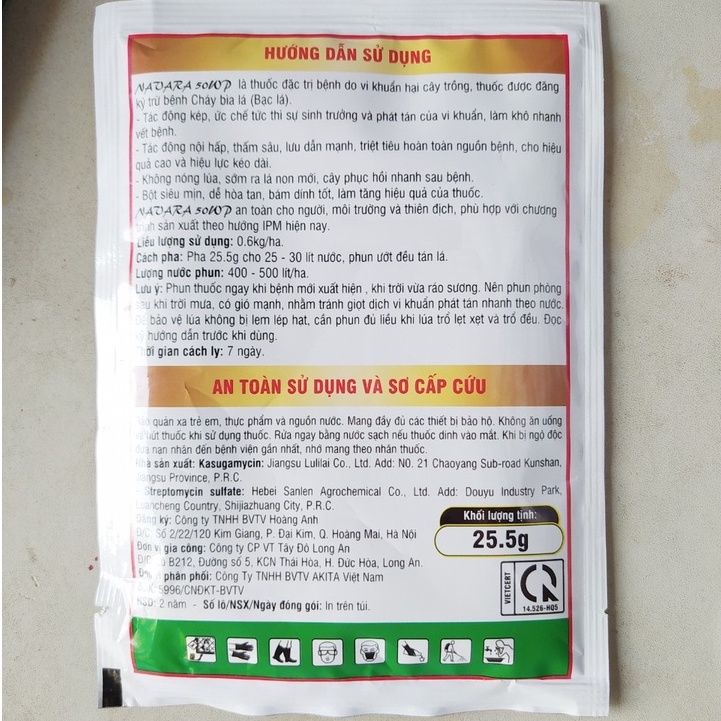 HƯỚNG DẪN SỬ DỤNG
NAVARA 50WP là thuốc đặc trị bệnh do vi khuẩn hại cây trồng, thuốc được đăng
ký trừ bệnh Cháy bìa lá (Bạc lá).
- Tác động kép, ức chế tức thì sự sinh trưởng và phát tán của vi khuẩn, làm khô nhanh
vết bệnh.
- Tác động nội hấp, thấm sâu, lưu dẫn mạnh, triệt tiêu hoàn toàn nguồn bệnh, cho hiệu
quả cao và hiệu lực kéo dài.
- Không nóng lúa, sớm ra lá non mới, cây phục hồi nhanh sau bệnh.
- Bột siêu mịn, dễ hòa tan, bám dính tốt, làm tăng hiệu quả của thuốc.
NAVARA 50WP an toàn cho người, môi trường và thiên địch, phù hợp với chương
trình sản xuất theo hướng IPM hiện nay.
Liều lượng sử dụng: 0.6kg/ha.
Cách pha: Pha 25.5g cho 25 - 30 lít nước, phun ướt đều tán lá.
Lượng nước phun: 400 - 500 lít/ha.
Lưu ý: Phun thuốc ngay khi bệnh mới xuất hiện , khi trời vừa ráo sương. Nên phun phòng
sau khi trời mưa, có gió mạnh, nhằm tránh giọt dịch vi khuẩn phát tán nhanh theo nước.
Để bảo vệ lúa không bị lem lép hạt, cần phun đủ liều khi lúa trổ lẹt xẹt và trổ đều. Đọc
kỹ hướng dẫn trước khi dùng.
Thời gian cách ly: 7 ngày.
AN TOÀN SỬ DỤNG VÀ SƠ CẤP CỨU
Bảo quản xa trẻ em, thực phẩm và nguồn nước. Mang đầy đủ các thiết bị bảo hộ. Không ăn uống
và hút thuốc khi sử dụng thuốc. Rửa ngay bằng nước sạch nếu thuốc dính vào mắt. Khi bị ngộ độc
đưa nạn nhân đến bệnh viện gần nhất, nhớ mang theo nhãn thuốc.
Nhà sản xuất: Kasugamycin: Jiangsu Lulilai Co., Ltd. Add: N0. 21 Chaoyang Sub-road Kunshan,
Jiangsu Province, P.R.C.
- Streptomycin sulfate: Hebei Sanlen Agrochemical Co., Ltd. Add: Douyu Industry Park,
Luancheng Country, Shijiazhuang City, P.R.C.
Đăng ký: Công ty TNHH BVTV Hoàng Anh
Đ/C: Số 2/22/120 Kim Giang, P. Đại Kim, Q. Hoàng Mai, Hà Nội
Đơn vị gia công: Công ty CP VT Tây Đô Long An
Đ/C: Lô B212, Đường số 5, KCN Thái Hòa, H. Đức Hòa, Long An.
Đơn vị phân phối: Công Ty TNHH BVTV AKITA Việt Nam
5996/CNĐKT-BVTV
HSD: 2 năm - Số lô/NSX/Ngày đóng gói: In trên túi.
Khối lượng tịnh:
25.5g
VIETCERT
14.526-HQ5